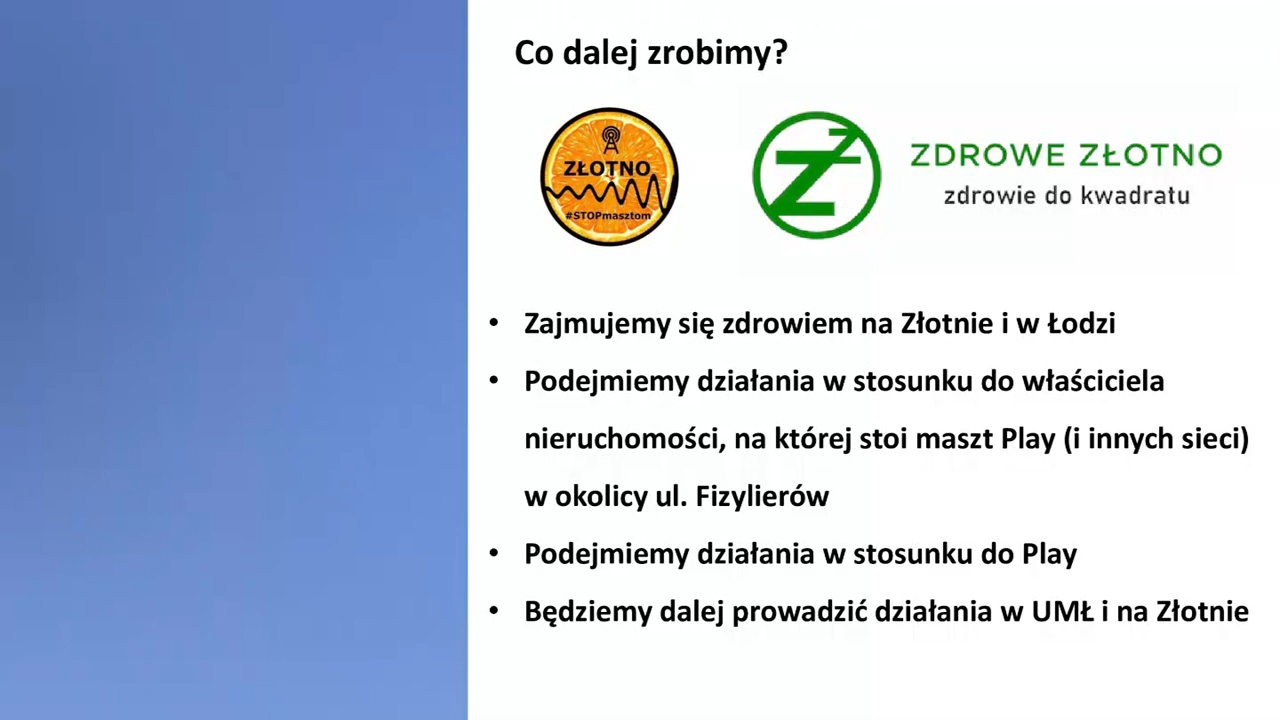 Co dalej zrobimy?
ZŁOTNO
#STOPmasztom
ZDROWE ZŁOTNO
zdrowie do kwadratu
• Zajmujemy się zdrowiem na Złotnie i w Łodzi
• Podejmiemy działania w stosunku do właściciela
nieruchomości, na której stoi maszt Play (i innych sieci)
w okolicy ul. Fizylierów
• Podejmiemy działania w stosunku do Play
• Będziemy dalej prowadzić działania w UMŁ i na Złotnie